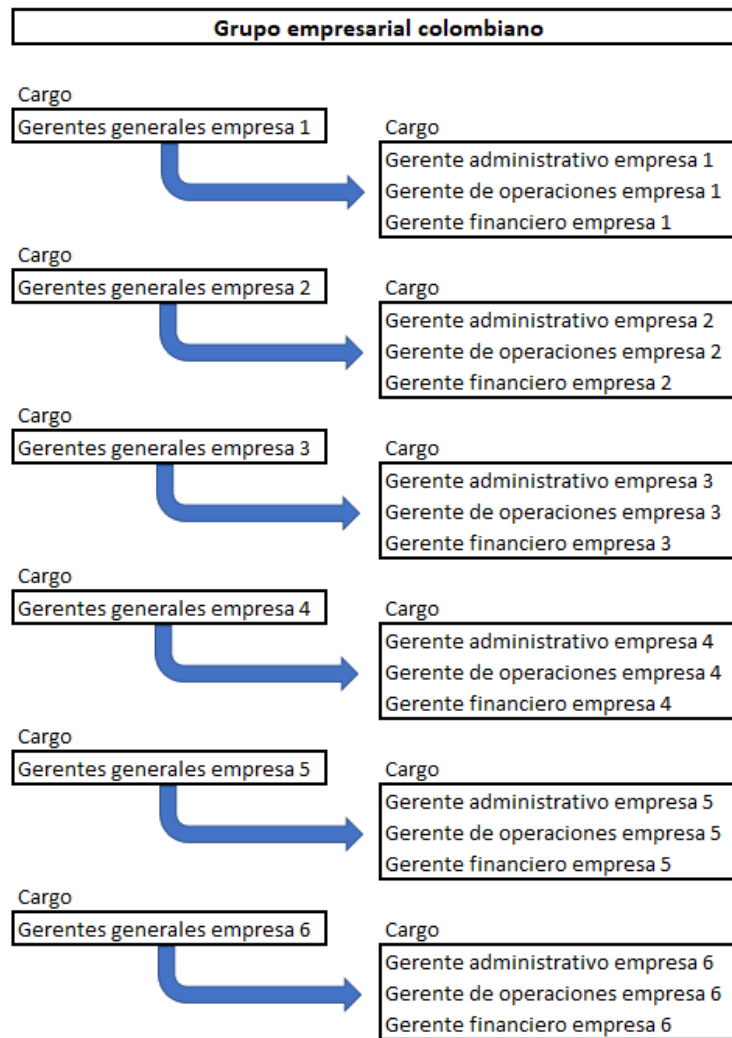 Grupo empresarial colombiano
Cargo
Gerentes generales empresa 1
Cargo
Gerente administrativo empresa 1
Gerente de operaciones empresa 1
Gerente financiero empresa 1
Cargo
Gerentes generales empresa 2
Cargo
Gerente administrativo empresa 2
Gerente de operaciones empresa 2
Gerente financiero empresa 2
Cargo
Gerentes generales empresa 3
Cargo
Gerente administrativo empresa 3
Gerente de operaciones empresa 3
Gerente financiero empresa 3
Cargo
Gerentes generales empresa 4
Cargo
Gerente administrativo empresa 4
Gerente de operaciones empresa 4
Gerente financiero empresa 4
Cargo
Gerentes generales empresa 5
Cargo
Gerente administrativo empresa 5
Gerente de operaciones empresa 5
Gerente financiero empresa 5
Cargo
Gerentes generales empresa 6
Cargo
Gerente administrativo empresa 6
Gerente de operaciones empresa 6
Gerente financiero empresa 6